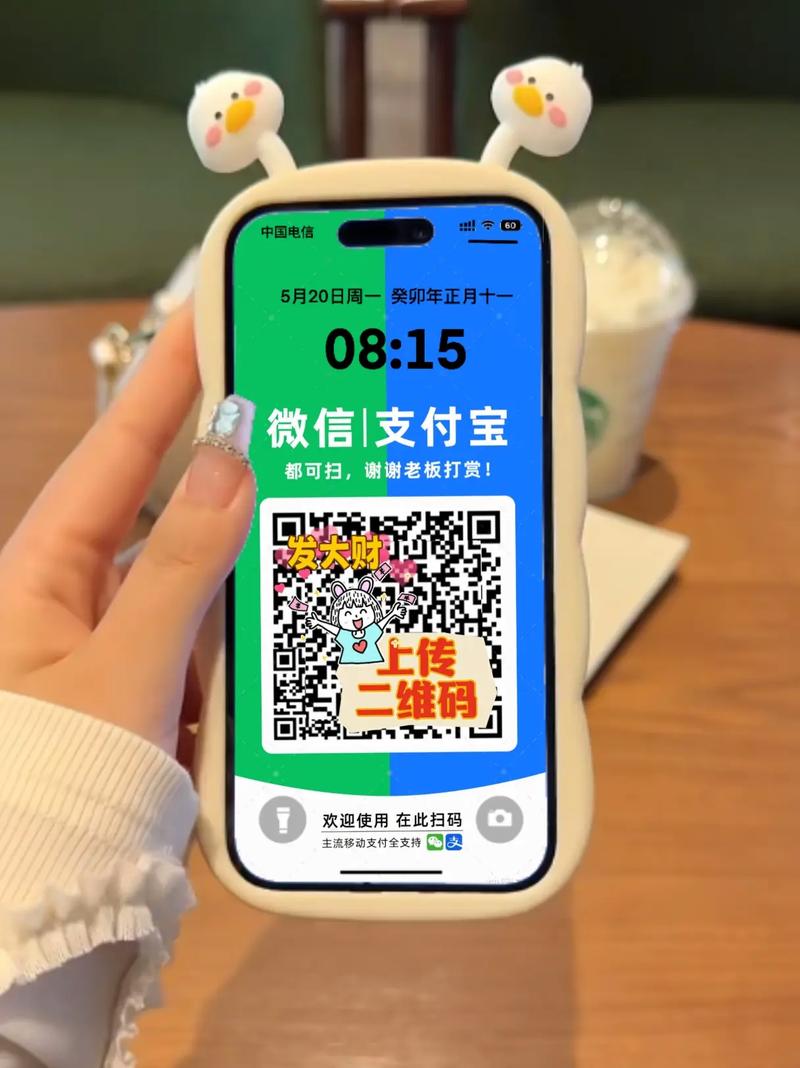 中国电信
60
5月20日周一 癸卯年正月十一
08:15
微信|支付宝
都可扫，谢谢老板打赏！
发大财
上传
二维码
欢迎使用 在此扫码
主流移动支付全支持
支